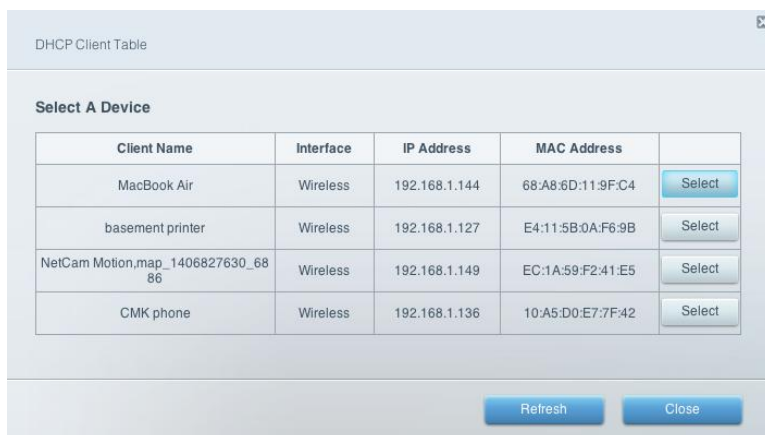 DHCP Client Table
Select A Device
Client Name Interface IP Address MAC Address
MacBook Air Wireless 192.168.1.144 68:A8:6D:11:9F:C4 Select
basement printer Wireless 192.168.1.127 E4:11:5B:0A:F6:9B Select
NetCam Motion,map_1406827630_68
86 Wireless 192.168.1.149 EC:1A:59:F2:41:E5 Select
CMK phone Wireless 192.168.1.136 10:A5:D0:E7:7F:42 Select
Refresh Close